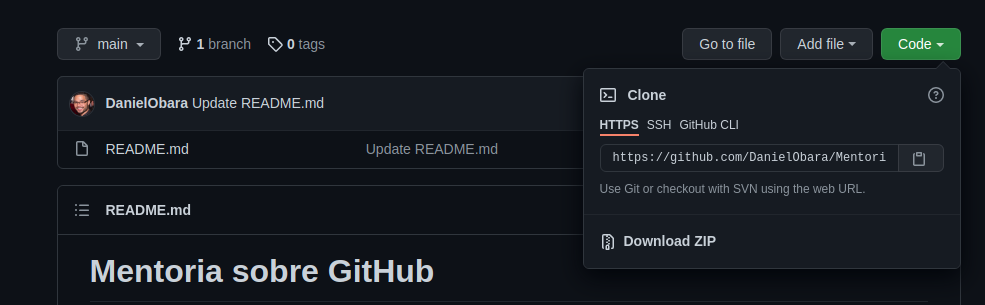 main 1 branch 0 tags Go to file Add file Code
DanielObara Update README.md
README.md Update README.md
Clone
HTTPS SSH GitHub CLI
https://github.com/DanielObara/Mentori
Use Git or checkout with SVN using the web URL.
Download ZIP
README.md
Mentoria sobre GitHub